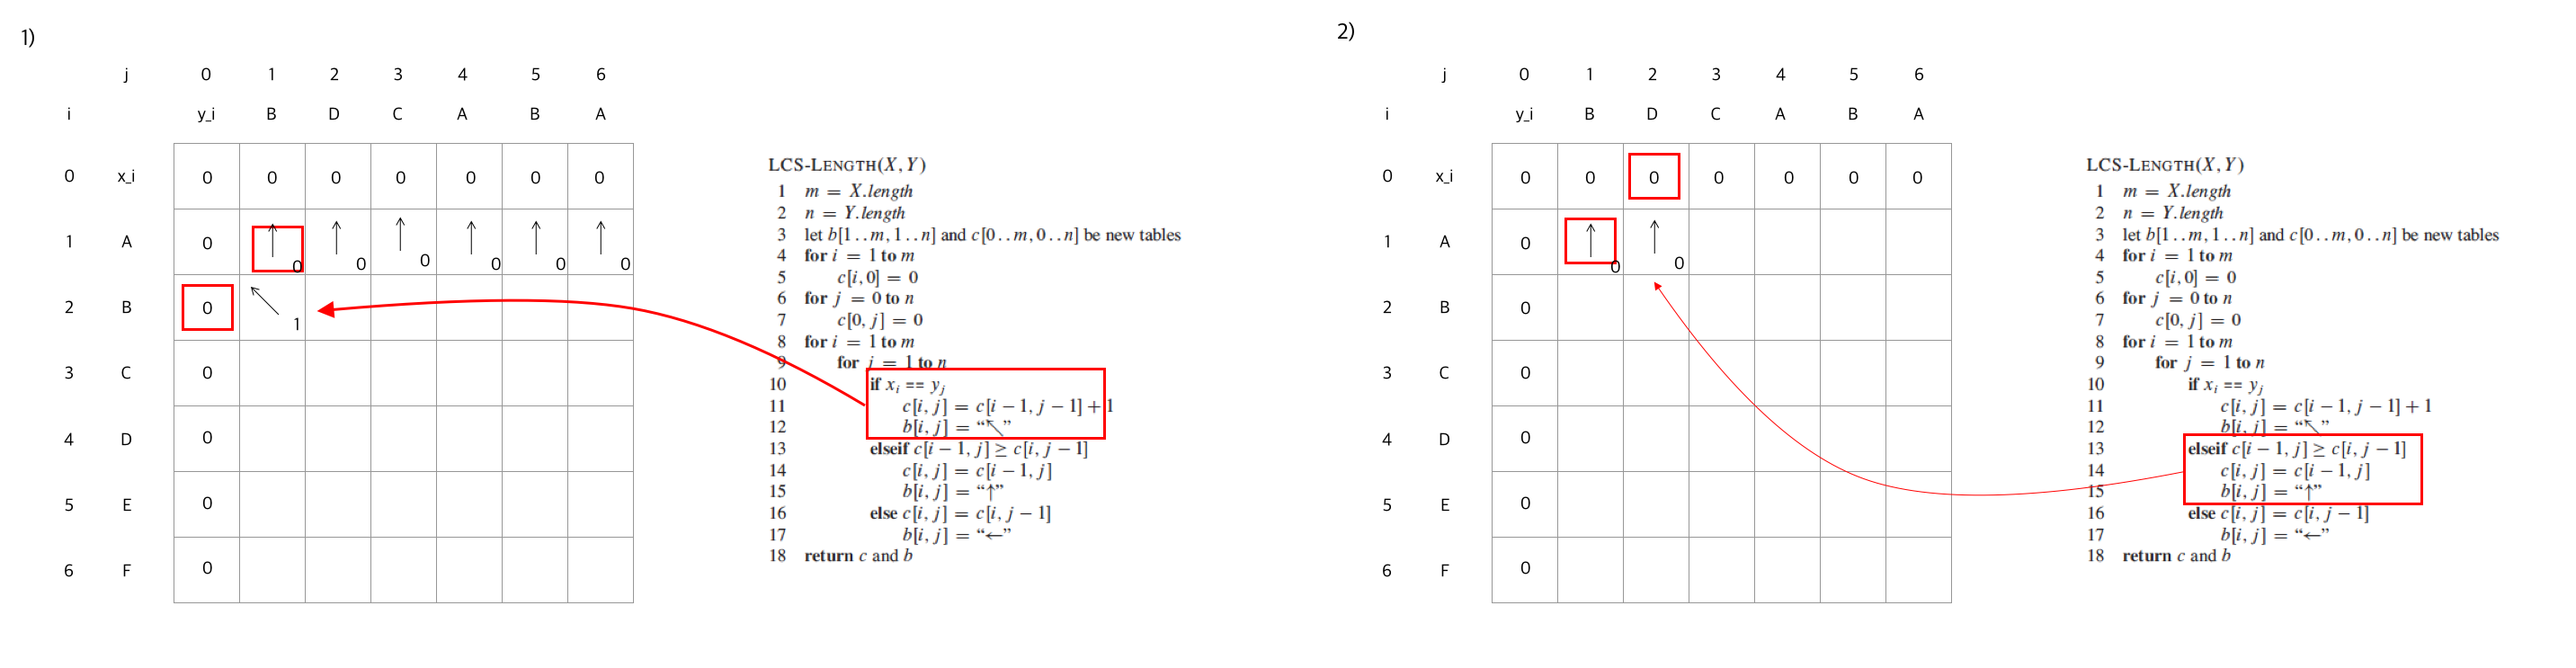 1)
j 0 1 2 3 4 5 6
i y_i B D C A B A
0 x_i 0 0 0 0 0 0 0
1 A 0 ↑ 0 ↑ 0 ↑ 0 ↑ 0 ↑ 0 ↑ 0
2 B 0 ↖ 1
3 C 0
4 D 0
5 E 0
6 F 0
LCS-LENGTH(X, Y)
1 m = X.length
2 n = Y.length
3 let b[1..m, 1..n] and c[0..m, 0..n] be new tables
4 for i = 1 to m
5 c[i, 0] = 0
6 for j = 0 to n
7 c[0, j] = 0
8 for i = 1 to m
9 for j = 1 to n
10 if x_i == y_j
11 c[i, j] = c[i − 1, j − 1] + 1
12 b[i, j] = “↖”
13 elseif c[i − 1, j] ≥ c[i, j − 1]
14 c[i, j] = c[i − 1, j]
15 b[i, j] = “↑”
16 else c[i, j] = c[i, j − 1]
17 b[i, j] = “←”
18 return c and b
2)
j 0 1 2 3 4 5 6
i y_i B D C A B A
0 x_i 0 0 0 0 0 0 0
1 A 0 ↑ 0 ↑ 0
2 B 0
3 C 0
4 D 0
5 E 0
6 F 0
LCS-LENGTH(X, Y)
1 m = X.length
2 n = Y.length
3 let b[1..m, 1..n] and c[0..m, 0..n] be new tables
4 for i = 1 to m
5 c[i, 0] = 0
6 for j = 0 to n
7 c[0, j] = 0
8 for i = 1 to m
9 for j = 1 to n
10 if x_i == y_j
11 c[i, j] = c[i − 1, j − 1] + 1
12 b[i, j] = “↖”
13 elseif c[i − 1, j] ≥ c[i, j − 1]
14 c[i, j] = c[i − 1, j]
15 b[i, j] = “↑”
16 else c[i, j] = c[i, j − 1]
17 b[i, j] = “←”
18 return c and b